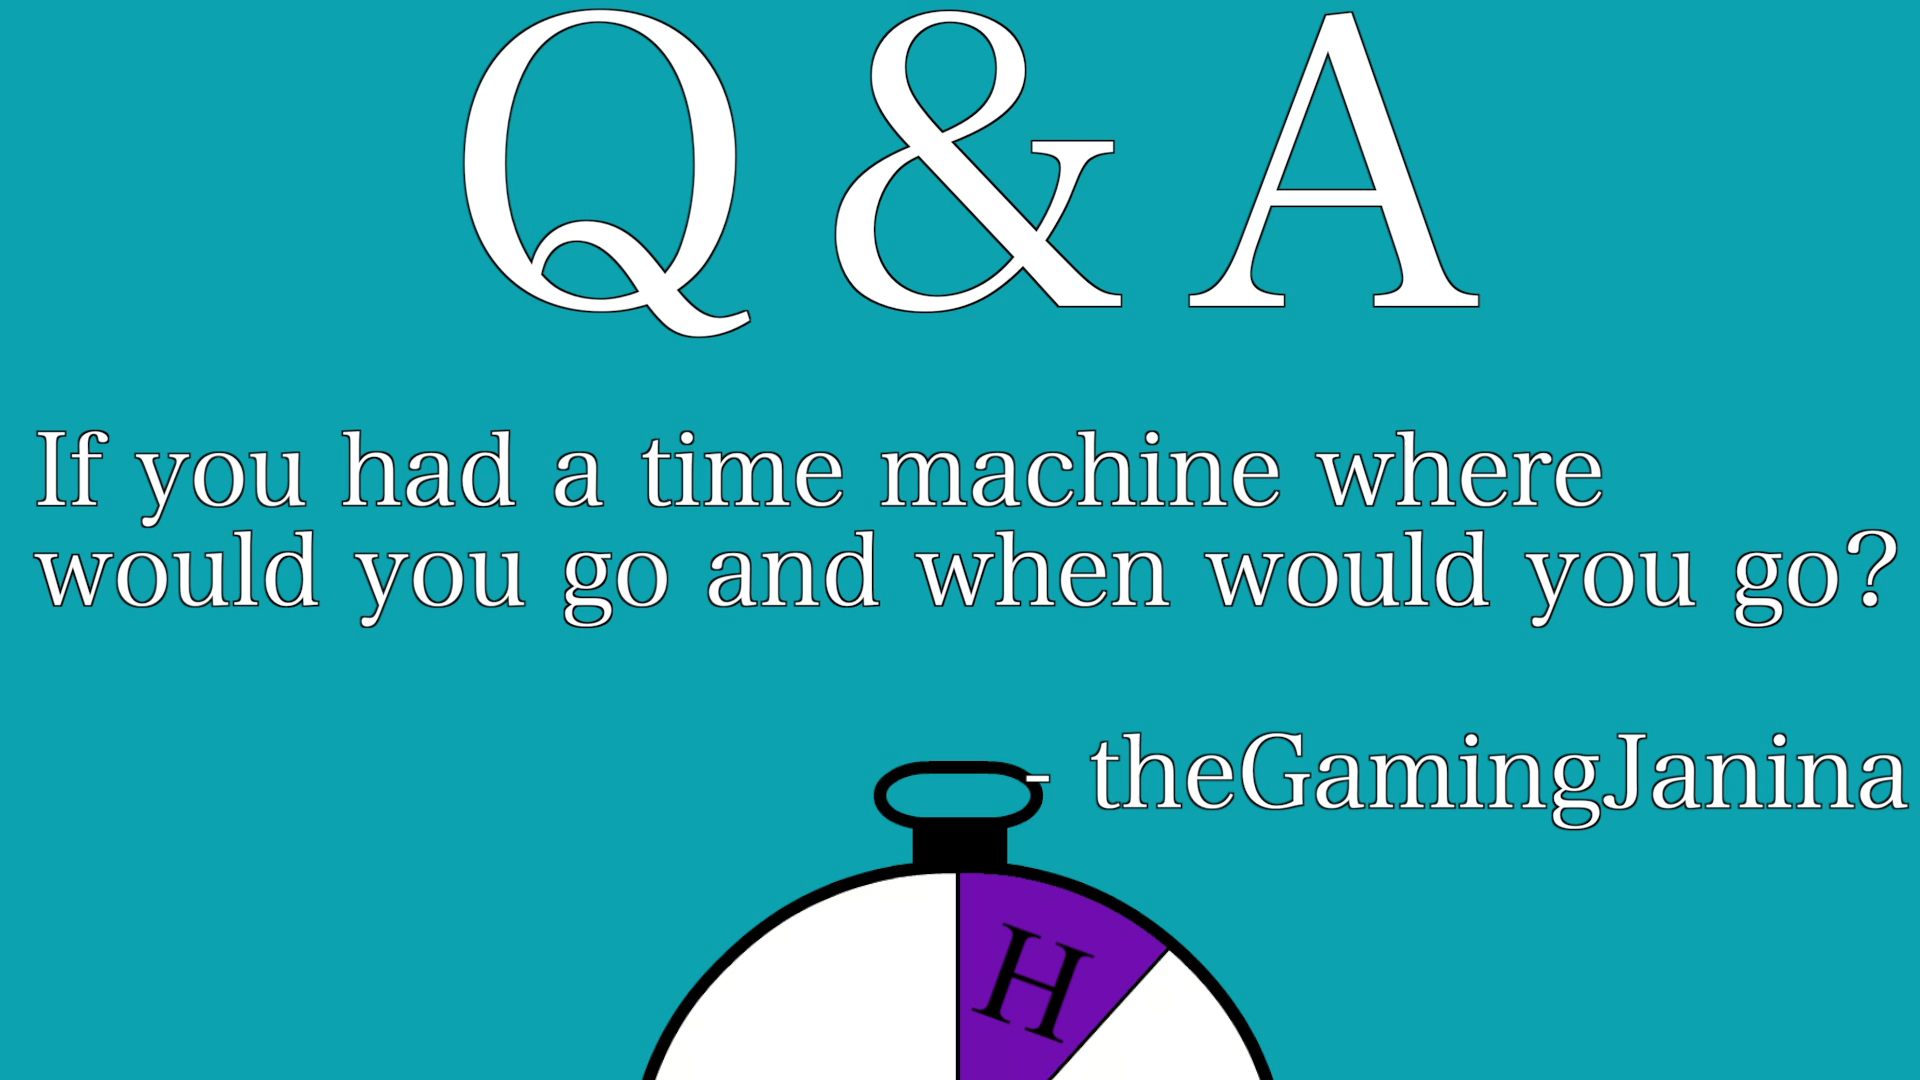 Q & A
If you had a time machine where
would you go and when would you go?
- theGamingJanina
H